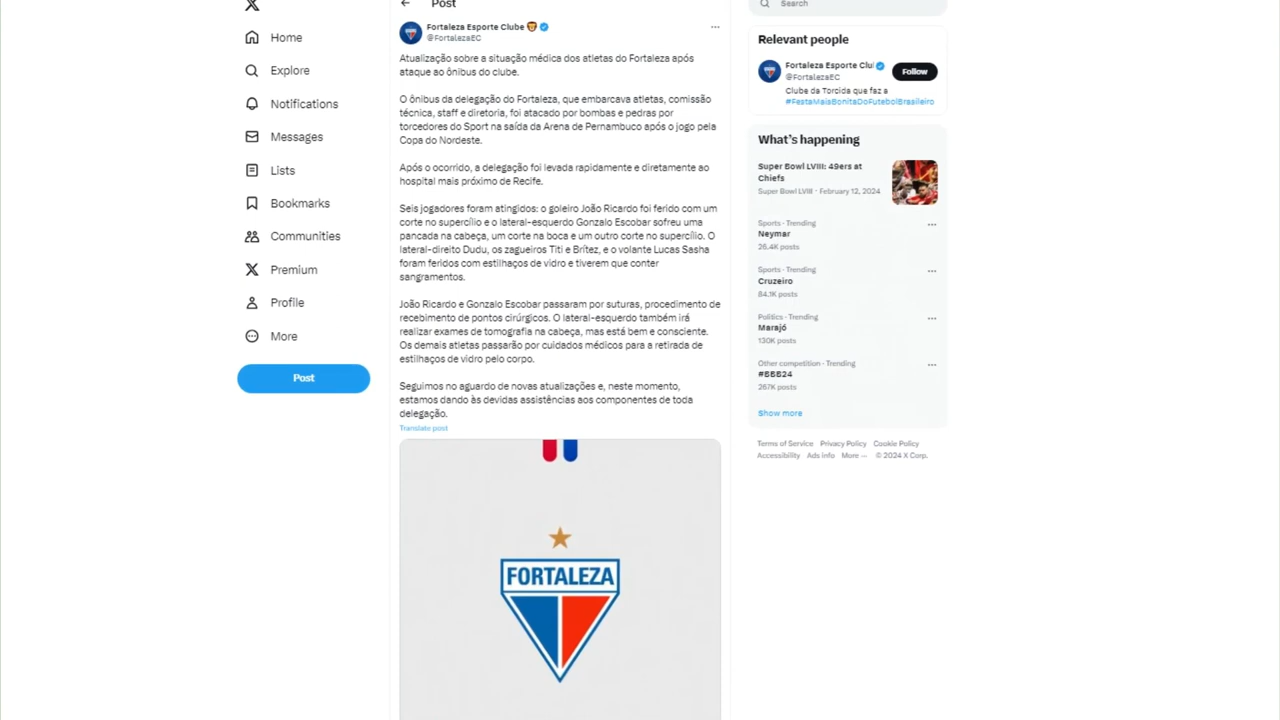 Home
Explore
Notifications
Messages
Lists
Bookmarks
Communities
Premium
Profile
More
Post
Post
Fortaleza Esporte Clube
@FortalezaEC
Atualização sobre a situação médica dos atletas do Fortaleza após
ataque ao ônibus do clube.
O ônibus da delegação do Fortaleza, que embarcava atletas, comissão
técnica, staff e diretoria, foi atacado por bombas e pedras por
torcedores do Sport na saída da Arena de Pernambuco após o jogo pela
Copa do Nordeste.
Após o ocorrido, a delegação foi levada rapidamente e diretamente ao
hospital mais próximo de Recife.
Seis jogadores foram atingidos: o goleiro João Ricardo foi ferido com um
corte no supercílio e o lateral-esquerdo Gonzalo Escobar sofreu uma
pancada na cabeça, um corte na boca e um outro corte no supercílio. O
lateral-direito Dudu, os zagueiros Titi e Brítez, e o volante Lucas Sasha
foram feridos com estilhaços de vidro e tiverem que conter
sangramentos.
João Ricardo e Gonzalo Escobar passaram por suturas, procedimento de
recebimento de pontos cirúrgicos. O lateral-esquerdo também irá
realizar exames de tomografia na cabeça, mas está bem e consciente.
Os demais atletas passarão por cuidados médicos para a retirada de
estilhaços de vidro pelo corpo.
Seguimos no aguardo de novas atualizações e, neste momento,
estamos dando às devidas assistências aos componentes de toda
delegação.
Translate post
FORTALEZA
Search
Relevant people
Fortaleza Esporte Clu
@FortalezaEC
Follow
Clube da Torcida que faz a
#FestaMaisBonitaDoFutebolBrasileiro
What's happening
Super Bowl LVIII: 49ers at
Chiefs
Super Bowl LVIII · February 12, 2024
Sports · Trending
Neymar
26.4K posts
Sports · Trending
Cruzeiro
84.1K posts
Politics · Trending
Marajó
130K posts
Other competition · Trending
#BBB24
267K posts
Show more
Terms of Service Privacy Policy Cookie Policy
Accessibility Ads info More ··· © 2024 X Corp.